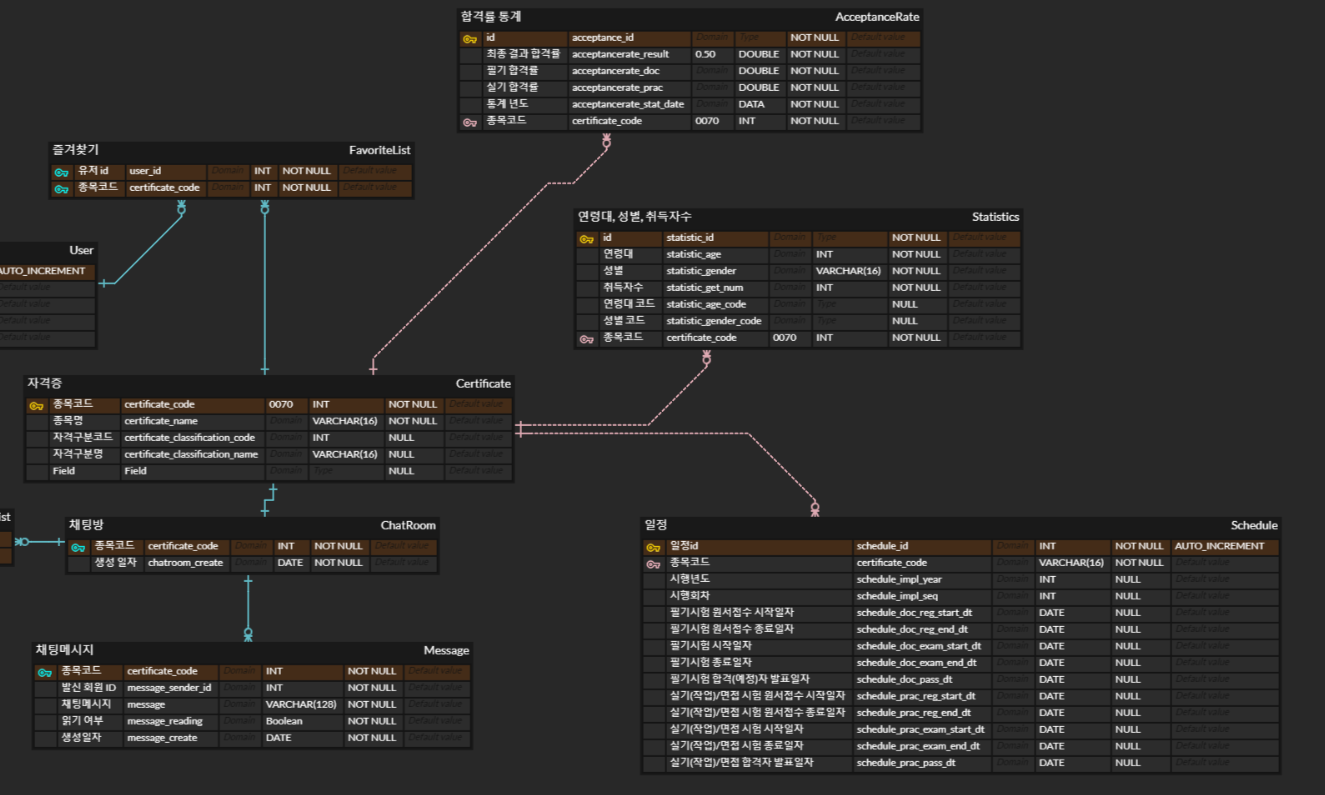 합격률 통계 AcceptanceRate
id acceptance_id Domain Type NOT NULL Default value
최종 결과 합격률 acceptancerate_result 0.50 DOUBLE NOT NULL Default value
필기 합격률 acceptancerate_doc Domain DOUBLE NOT NULL Default value
실기 합격률 acceptancerate_prac Domain DOUBLE NOT NULL Default value
통계 년도 acceptancerate_stat_date Domain DATA NOT NULL Default value
종목코드 certificate_code 0070 INT NOT NULL Default value
즐겨찾기 FavoriteList
유저 id user_id Domain INT NOT NULL Default value
종목코드 certificate_code Domain INT NOT NULL Default value
연령대, 성별, 취득자수 Statistics
id statistic_id Domain Type NOT NULL Default value
연령대 statistic_age Domain INT NOT NULL Default value
성별 statistic_gender Domain VARCHAR(16) NOT NULL Default value
취득자수 statistic_get_num Domain INT NOT NULL Default value
연령대 코드 statistic_age_code Domain Type NULL Default value
성별 코드 statistic_gender_code Domain Type NULL Default value
종목코드 certificate_code 0070 INT NOT NULL Default value
User
AUTO_INCREMENT
Default value
Default value
Default value
Default value
자격증 Certificate
종목코드 certificate_code 0070 INT NOT NULL Default value
종목명 certificate_name Domain VARCHAR(16) NOT NULL Default value
자격구분코드 certificate_classification_code Domain INT NULL Default value
자격구분명 certificate_classification_name Domain VARCHAR(16) NULL Default value
Field Field Domain Type NULL Default value
ist
채팅방 ChatRoom
종목코드 certificate_code Domain INT NOT NULL Default value
생성 일자 chatroom_create Domain DATE NOT NULL Default value
일정 Schedule
일정id schedule_id Domain INT NOT NULL AUTO_INCREMENT
종목코드 certificate_code Domain VARCHAR(16) NOT NULL Default value
시행년도 schedule_impl_year Domain INT NULL Default value
시행회차 schedule_impl_seq Domain INT NULL Default value
필기시험 원서접수 시작일자 schedule_doc_reg_start_dt Domain DATE NULL Default value
필기시험 원서접수 종료일자 schedule_doc_reg_end_dt Domain DATE NULL Default value
필기시험 시작일자 schedule_doc_exam_start_dt Domain DATE NULL Default value
필기시험 종료일자 schedule_doc_exam_end_dt Domain DATE NULL Default value
필기시험 합격(예정)자 발표일자 schedule_doc_pass_dt Domain DATE NULL Default value
실기(작업)/면접 시험 원서접수 시작일자 schedule_prac_reg_start_dt Domain DATE NULL Default value
실기(작업)/면접 시험 원서접수 종료일자 schedule_prac_reg_end_dt Domain DATE NULL Default value
실기(작업)/면접 시험 시작일자 schedule_prac_exam_start_dt Domain DATE NULL Default value
실기(작업)/면접 시험 종료일자 schedule_prac_exam_end_dt Domain DATE NULL Default value
실기(작업)/면접 합격자 발표일자 schedule_prac_pass_dt Domain DATE NULL Default value
채팅메시지 Message
종목코드 certificate_code Domain INT NOT NULL Default value
발신 회원 ID message_sender_id Domain INT NOT NULL Default value
채팅메시지 message Domain VARCHAR(128) NOT NULL Default value
읽기 여부 message_reading Domain Boolean NOT NULL Default value
생성일자 message_create Domain DATE NOT NULL Default value